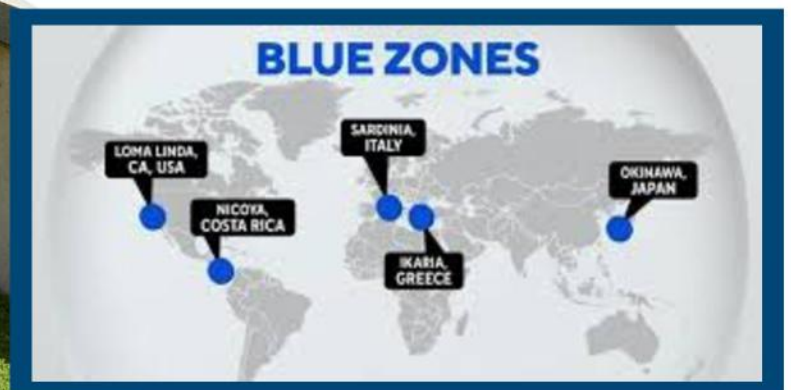 BLUE ZONES
LOMA LINDA,
CA, USA
NICOYA,
COSTA RICA
SARDINIA,
ITALY
IKARIA,
GREECE
OKINAWA,
JAPAN